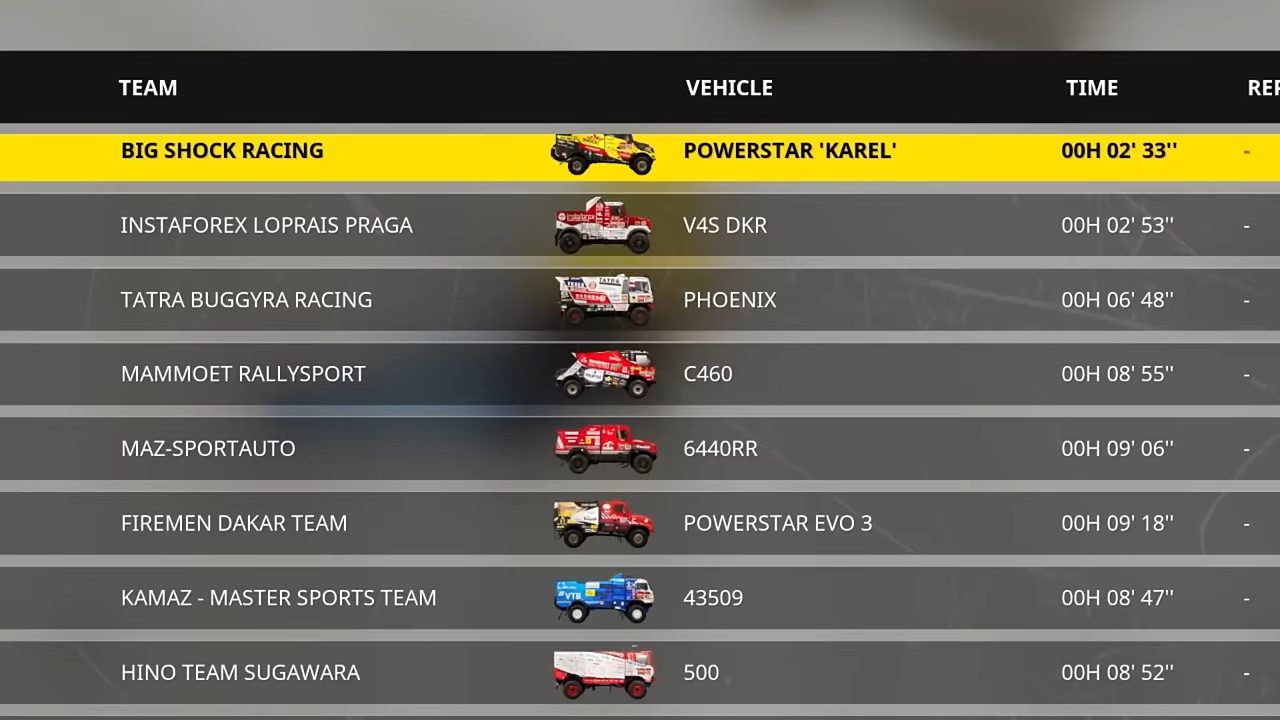 TEAM VEHICLE TIME REP
BIG SHOCK RACING POWERSTAR 'KAREL' 00H 02' 33'' -
INSTAFOREX LOPRAIS PRAGA V4S DKR 00H 02' 53'' -
TATRA BUGGYRA RACING PHOENIX 00H 06' 48'' -
MAMMOET RALLYSPORT C460 00H 08' 55'' -
MAZ-SPORTAUTO 6440RR 00H 09' 06'' -
FIREMEN DAKAR TEAM POWERSTAR EVO 3 00H 09' 18'' -
KAMAZ - MASTER SPORTS TEAM 43509 00H 08' 47'' -
HINO TEAM SUGAWARA 500 00H 08' 52'' -